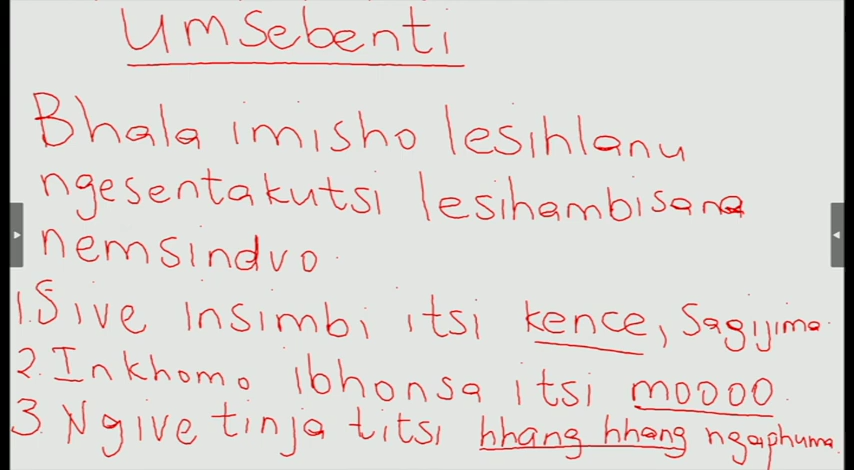 Umsebenti
Bhala imisho lesihlanu
ngesentakutsi lesihambisana
nemsindvo.
1. Sive insimbi itsi kence, Sagijima.
2. Inkhomo ibhonsa itsi moooo.
3. Ngive tinja titsi hhang hhang ngaphuma.